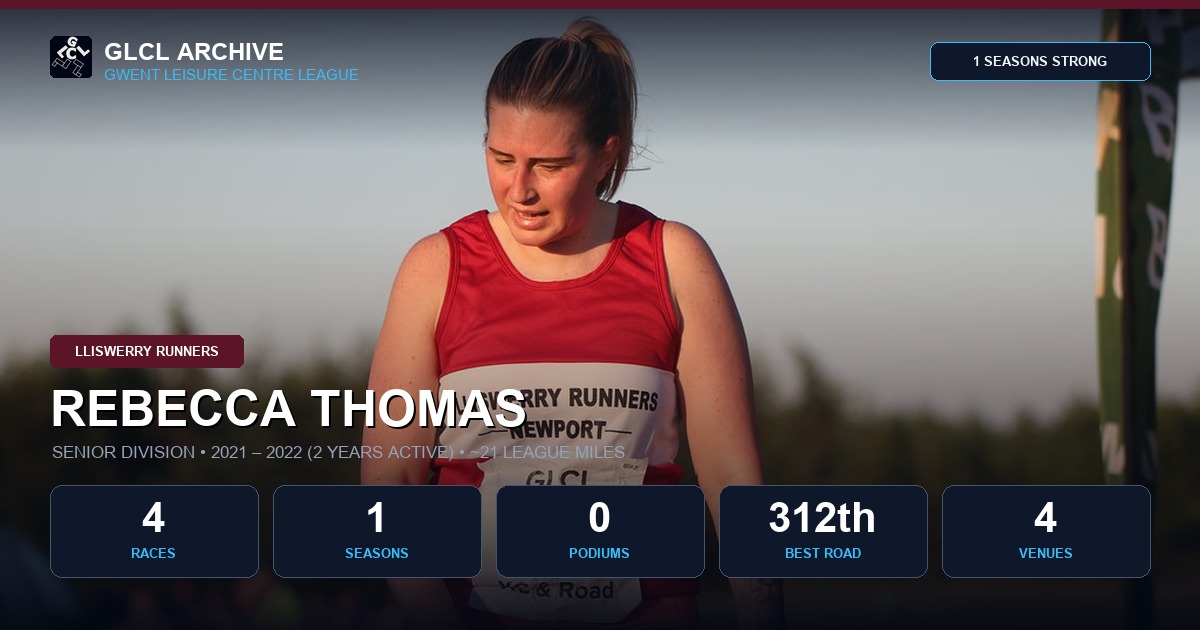 GLCL ARCHIVE
GWENT LEISURE CENTRE LEAGUE
1 SEASONS STRONG
LLISWERRY RUNNERS
REBECCA THOMAS
RUNNERS
NEWPORT
SENIOR DIVISION • 2021 – 2022 (2 YEARS ACTIVE) • ~21 LEAGUE MILES
GLCL
4
RACES
1
SEASONS
0
PODIUMS
312th
BEST ROAD
4
VENUES
& Road